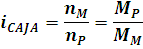 i_CAJA = n_M / n_P = M_P / M_M